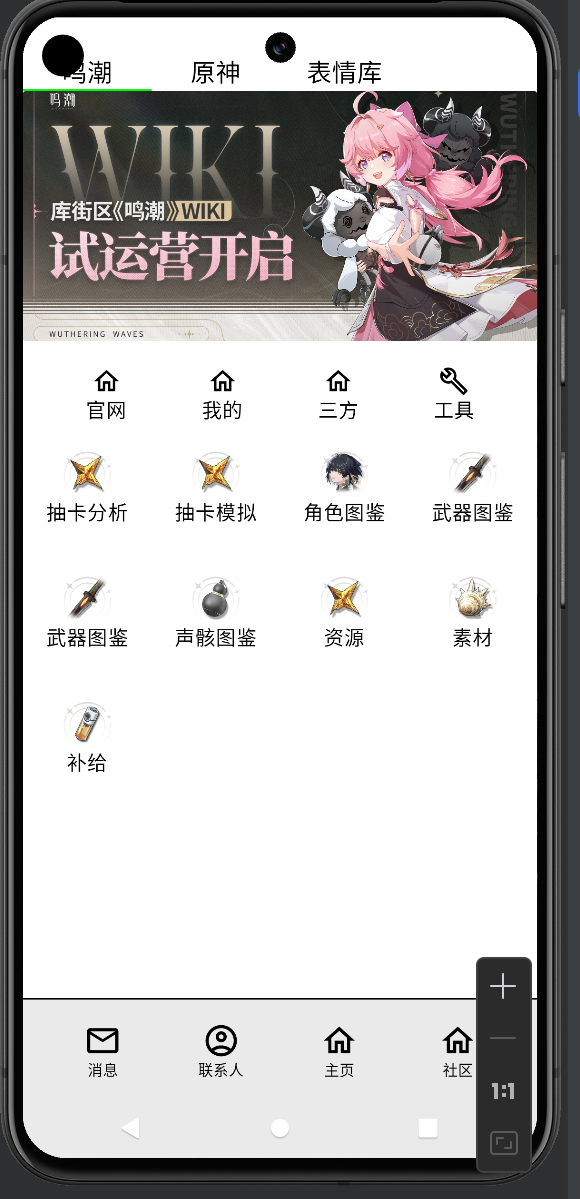 鸣潮 原神 表情库
鸣潮
WIKI
库街区《鸣潮》WIKI
试运营开启
WUTHERING WAVES
官网 我的 三方 工具
抽卡分析 抽卡模拟 角色图鉴 武器图鉴
武器图鉴 声骸图鉴 资源 素材
补给
消息 联系人 主页 社区
1:1